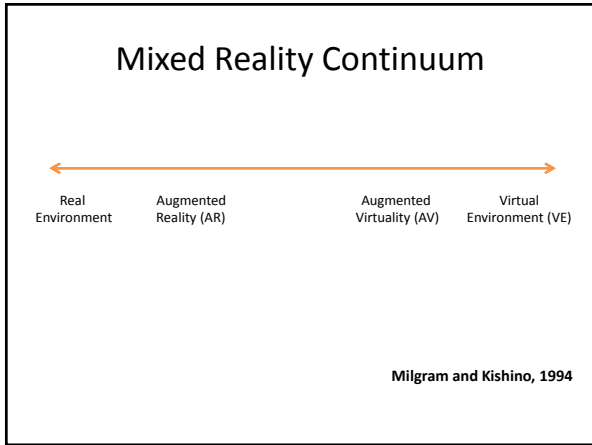 Mixed Reality Continuum
Real
Environment
Augmented
Reality (AR)
Augmented
Virtuality (AV)
Virtual
Environment (VE)
Milgram and Kishino, 1994